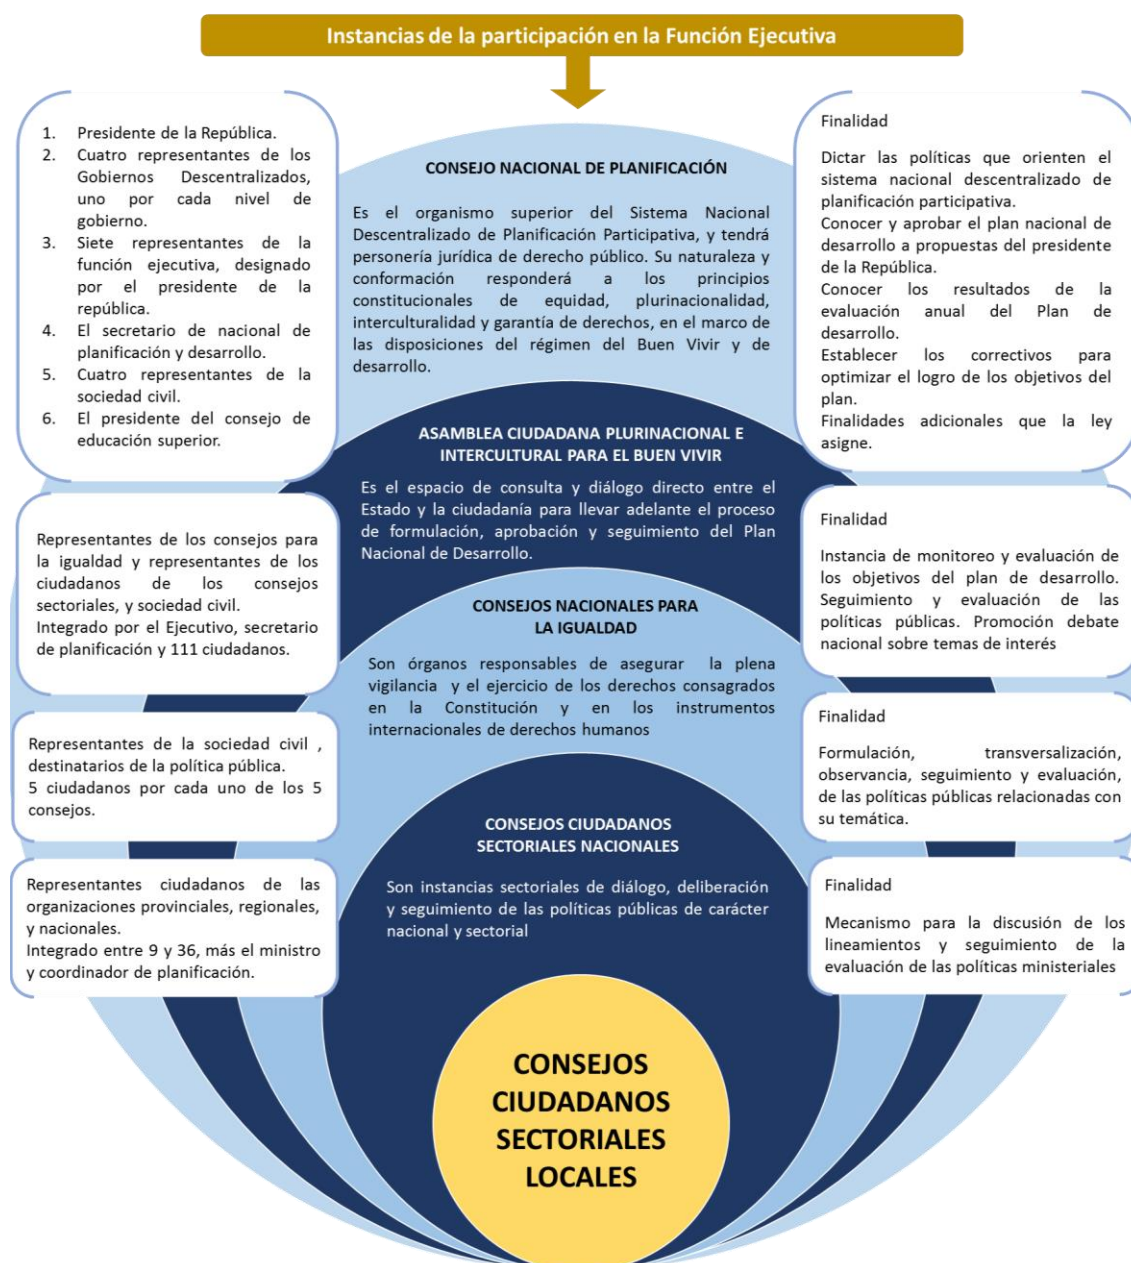 Instancias de la participación en la Función Ejecutiva
1. Presidente de la República.
2. Cuatro representantes de los
Gobiernos Descentralizados,
uno por cada nivel de
gobierno.
3. Siete representantes de la
función ejecutiva, designado
por el presidente de la
república.
4. El secretario de nacional de
planificación y desarrollo.
5. Cuatro representantes de la
sociedad civil.
6. El presidente del consejo de
educación superior.
CONSEJO NACIONAL DE PLANIFICACIÓN
Es el organismo superior del Sistema Nacional
Descentralizado de Planificación Participativa, y tendrá
personería jurídica de derecho público. Su naturaleza y
conformación responderá a los principios
constitucionales de equidad, plurinacionalidad,
interculturalidad y garantía de derechos, en el marco de
las disposiciones del régimen del Buen Vivir y de
desarrollo.
Finalidad
Dictar las políticas que orienten el
sistema nacional descentralizado de
planificación participativa.
Conocer y aprobar el plan nacional de
desarrollo a propuestas del presidente
de la República.
Conocer los resultados de la
evaluación anual del Plan de
desarrollo.
Establecer los correctivos para
optimizar el logro de los objetivos del
plan.
Finalidades adicionales que la ley
asigne.
Representantes de los consejos para
la igualdad y representantes de los
ciudadanos de los consejos
sectoriales, y sociedad civil.
Integrado por el Ejecutivo, secretario
de planificación y 111 ciudadanos.
ASAMBLEA CIUDADANA PLURINACIONAL E
INTERCULTURAL PARA EL BUEN VIVIR
Es el espacio de consulta y diálogo directo entre el
Estado y la ciudadanía para llevar adelante el proceso
de formulación, aprobación y seguimiento del Plan
Nacional de Desarrollo.
Finalidad
Instancia de monitoreo y evaluación de
los objetivos del plan de desarrollo.
Seguimiento y evaluación de las
políticas públicas. Promoción debate
nacional sobre temas de interés
Representantes de la sociedad civil ,
destinatarios de la política pública.
5 ciudadanos por cada uno de los 5
consejos.
CONSEJOS NACIONALES PARA
LA IGUALDAD
Son órganos responsables de asegurar la plena
vigilancia y el ejercicio de los derechos consagrados
en la Constitución y en los instrumentos
internacionales de derechos humanos
Finalidad
Formulación, transversalización,
observancia, seguimiento y evaluación,
de las políticas públicas relacionadas con
su temática.
Representantes ciudadanos de las
organizaciones provinciales, regionales,
y nacionales.
Integrado entre 9 y 36, más el ministro
y coordinador de planificación.
CONSEJOS CIUDADANOS
SECTORIALES NACIONALES
Son instancias sectoriales de diálogo, deliberación
y seguimiento de las políticas públicas de carácter
nacional y sectorial
Finalidad
Mecanismo para la discusión de los
lineamientos y seguimiento de la
evaluación de las políticas ministeriales
CONSEJOS
CIUDADANOS
SECTORIALES
LOCALES